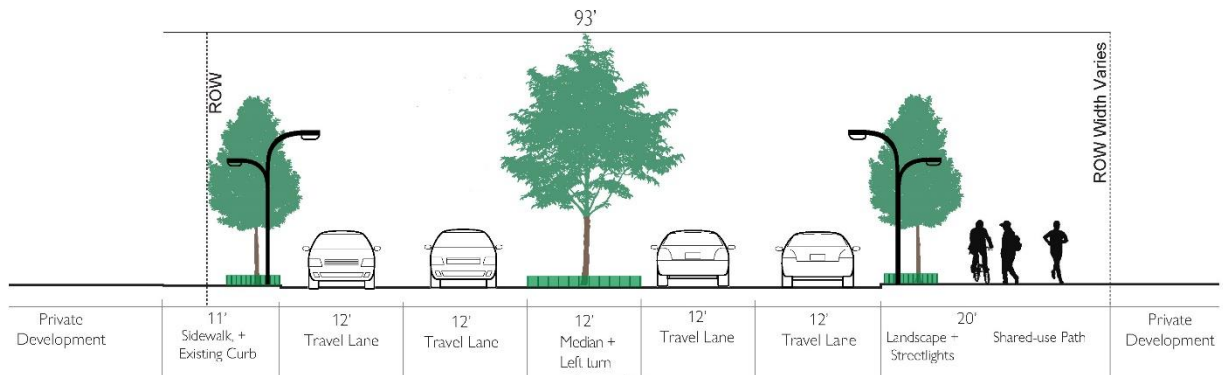 93'
ROW
ROW Width Varies
Private
Development
11'
Sidewalk, +
Existing Curb
12'
Travel Lane
12'
Travel Lane
12'
Median +
Left turn
12'
Travel Lane
12'
Travel Lane
20'
Landscape +
Streetlights
Shared-use Path
Private
Development